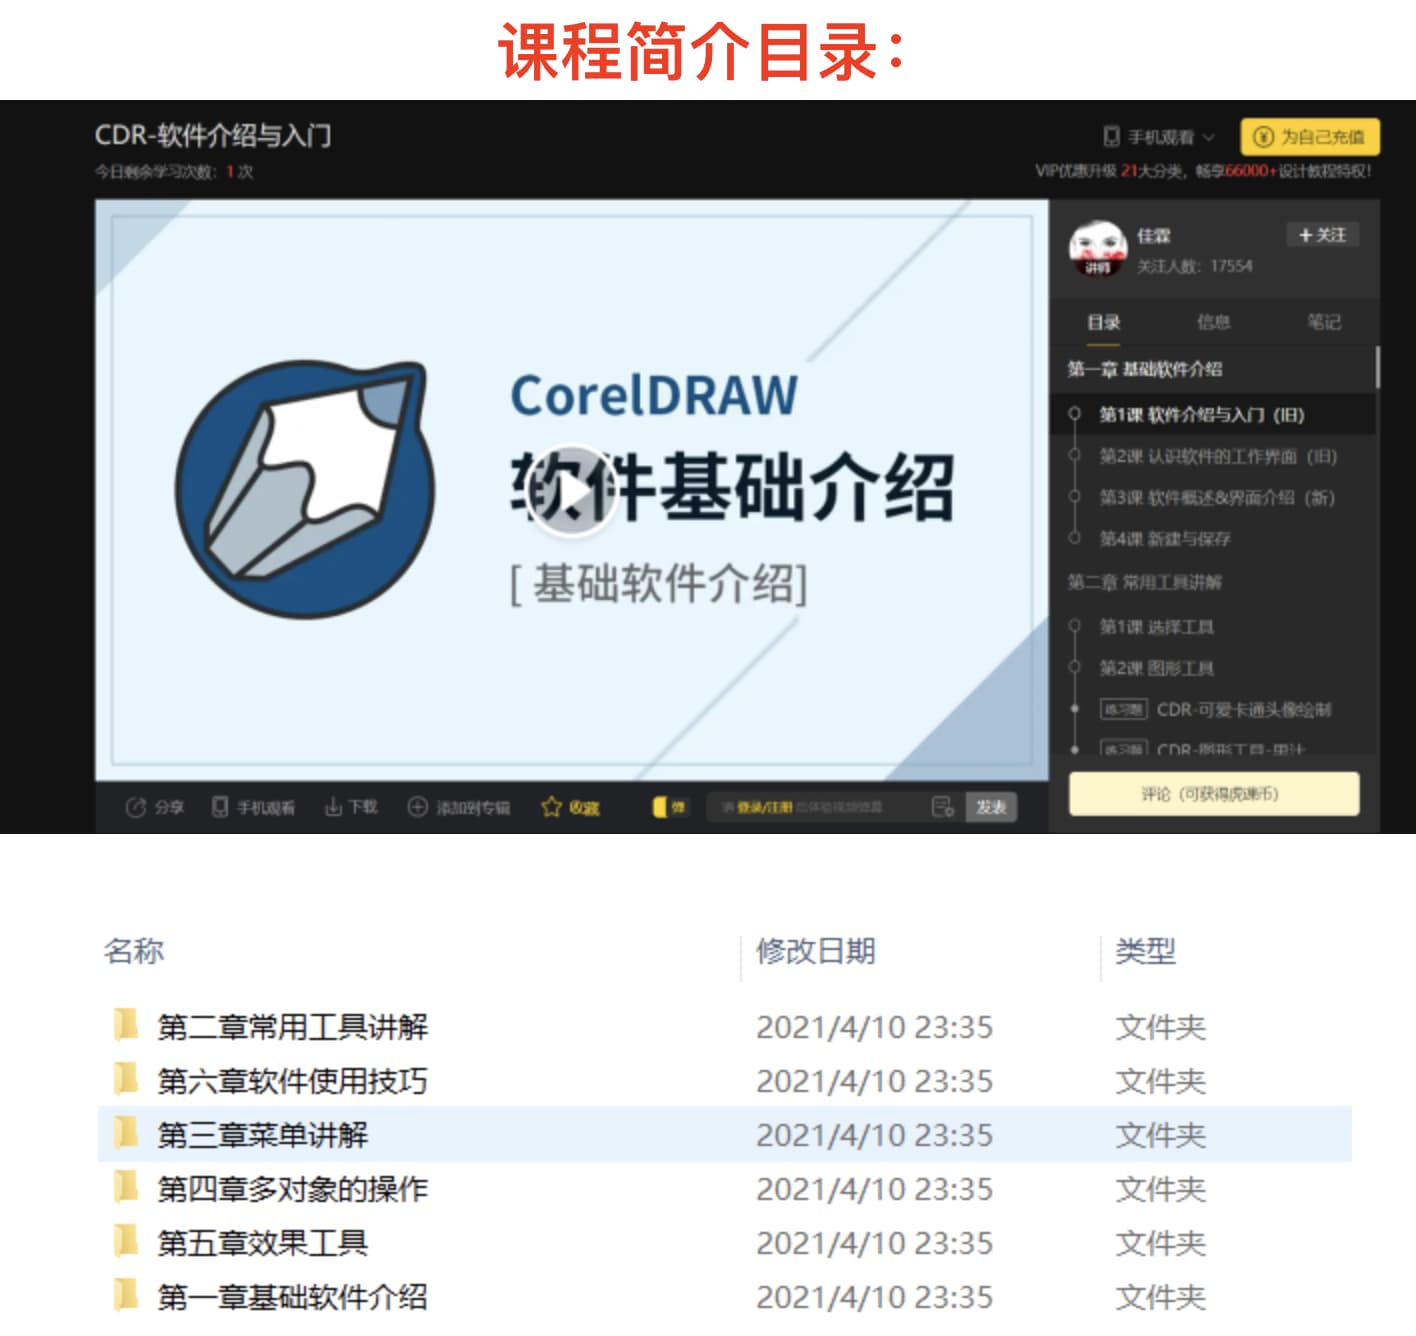 课程简介目录：
CDR-软件介绍与入门
今日剩余学习次数：1 次
手机观看
为自己充值
VIP优惠升级 21大分类，畅享66000+设计教程特权！
CorelDRAW
软件基础介绍
[ 基础软件介绍]
佳霖
讲师
关注人数：17554
+ 关注
目录 信息 笔记
第一章 基础软件介绍
第1课 软件介绍与入门（旧）
第2课 认识软件的工作界面（旧）
第3课 软件概述&界面介绍（新）
第4课 新建与保存
第二章 常用工具讲解
第1课 选择工具
第2课 图形工具
练习题 CDR-可爱卡通头像绘制
练习题 CDR-图形工具-果汁
评论（可获得虎课币）
分享 手机观看 下载 添加到专辑 收藏 弹 请 登录/注册 发表
名称 修改日期 类型
第二章常用工具讲解 2021/4/10 23:35 文件夹
第六章软件使用技巧 2021/4/10 23:35 文件夹
第三章菜单讲解 2021/4/10 23:35 文件夹
第四章多对象的操作 2021/4/10 23:35 文件夹
第五章效果工具 2021/4/10 23:35 文件夹
第一章基础软件介绍 2021/4/10 23:35 文件夹